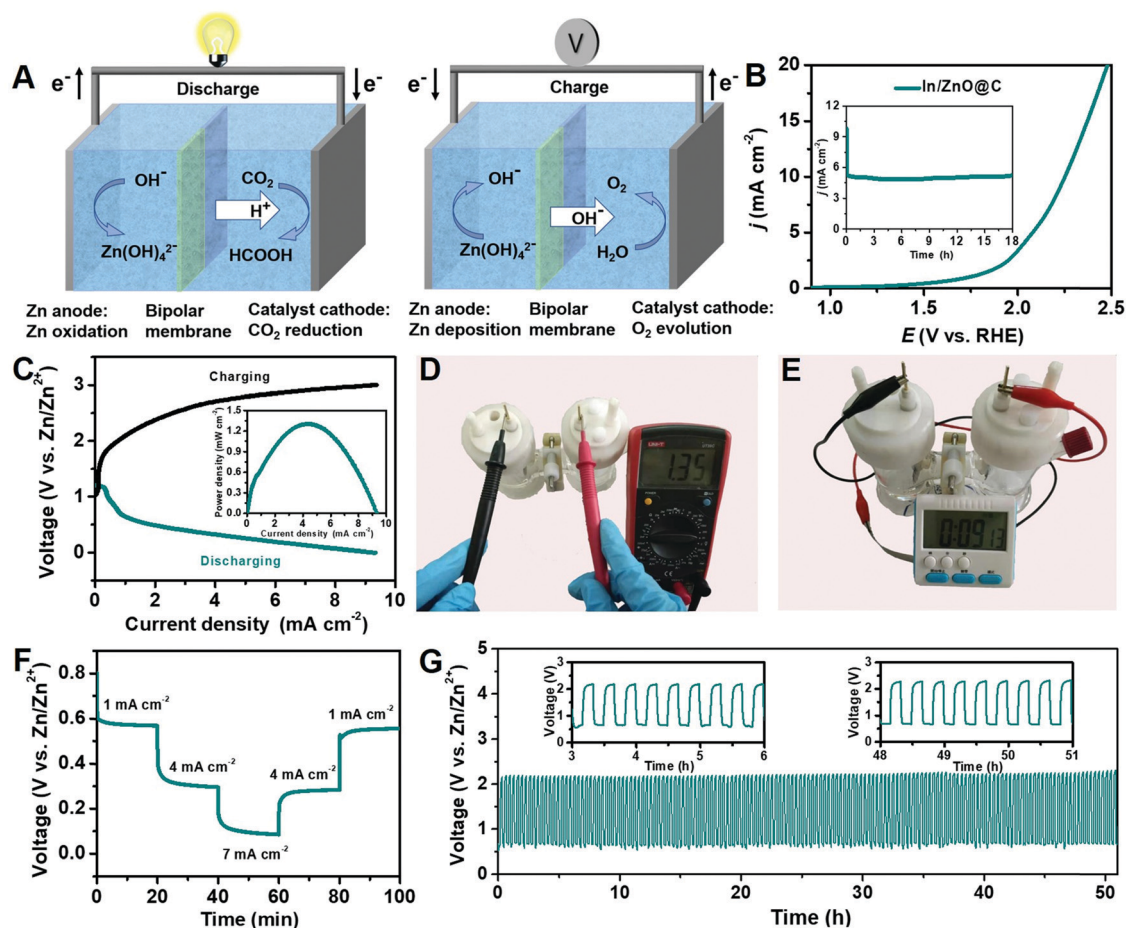 A
e⁻
Discharge
e⁻
OH⁻
Zn(OH)₄²⁻
CO₂
H⁺
HCOOH
Zn anode:
Zn oxidation
Bipolar
membrane
Catalyst cathode:
CO₂ reduction
V
e⁻
Charge
e⁻
OH⁻
Zn(OH)₄²⁻
O₂
OH⁻
H₂O
Zn anode:
Zn deposition
Bipolar
membrane
Catalyst cathode:
O₂ evolution
B
In/ZnO@C
j (mA cm⁻²)
20
15
10
5
0
1.0
1.5
2.0
2.5
E (V vs. RHE)
j (mA cm⁻²)
12
9
6
3
0
0 3 6 9 12 15 18
Time (h)
C
Charging
Discharging
Voltage (V vs. Zn/Zn²⁺)
3
2
1
0
0 2 4 6 8 10
Current density (mA cm⁻²)
Power density (mW cm⁻²)
1.5
1.2
0.9
0.6
0.3
0.0
0 2 4 6 8 10
Current density (mA cm⁻²)
D
UNI-T
1.35
E
0:09 13
F
Voltage (V vs. Zn/Zn²⁺)
0.8
0.6
0.4
0.2
0.0
1 mA cm⁻²
4 mA cm⁻²
7 mA cm⁻²
4 mA cm⁻²
1 mA cm⁻²
0 20 40 60 80 100
Time (min)
G
Voltage (V vs. Zn/Zn²⁺)
5
4
3
2
1
0
0 10 20 30 40 50
Time (h)
Voltage (V)
3
2
1
0
3 4 5 6
Time (h)
Voltage (V)
3
2
1
0
48 49 50 51
Time (h)